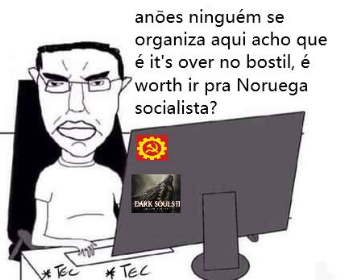 anões ninguém se
organiza aqui acho que
é it's over no bostil, é
worth ir pra Noruega
socialista?
DARK SOULS II
* TEC
* TEC